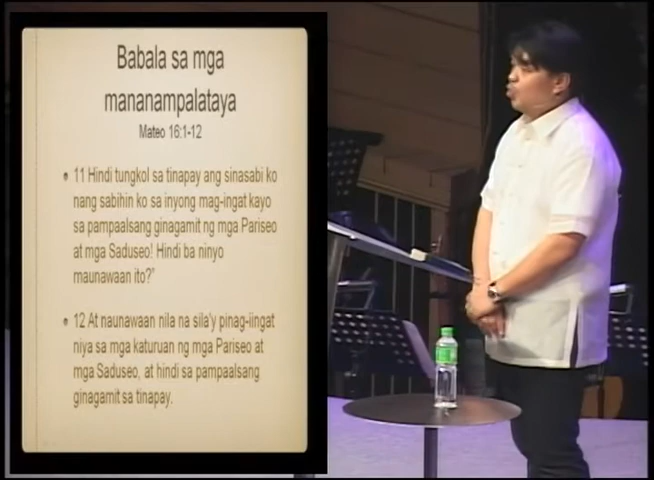 Babala sa mga
mananampalataya
Mateo 16:1-12
• 11 Hindi tungkol sa tinapay ang sinasabi ko
nang sabihin ko sa inyong mag-ingat kayo
sa pampaalsang ginagamit ng mga Pariseo
at mga Saduseo! Hindi ba ninyo
maunawaan ito?"
• 12 At naunawaan nila na sila'y pinag-iingat
niya sa mga katuruan ng mga Pariseo at
mga Saduseo, at hindi sa pampaalsang
ginagamit sa tinapay.